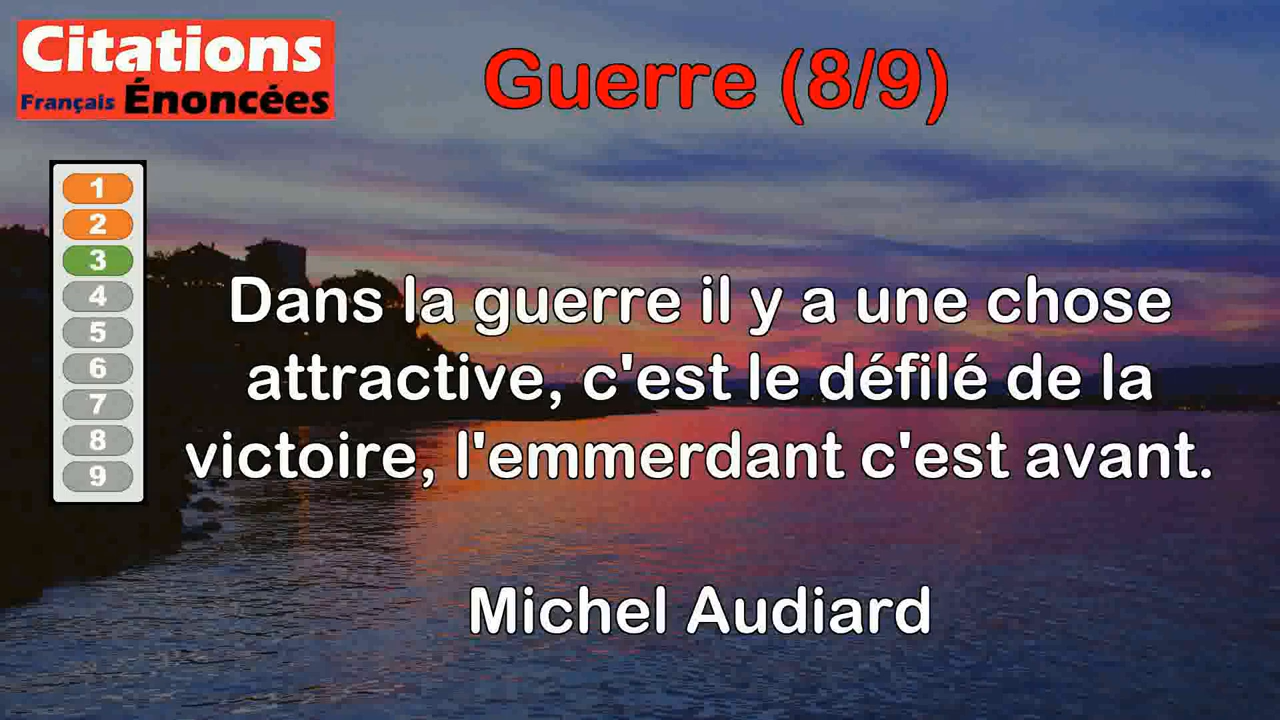 Citations
Français Énoncées
Guerre (8/9)
1
2
3
4
5
6
7
8
9
Dans la guerre il y a une chose
attractive, c'est le défilé de la
victoire, l'emmerdant c'est avant.
Michel Audiard